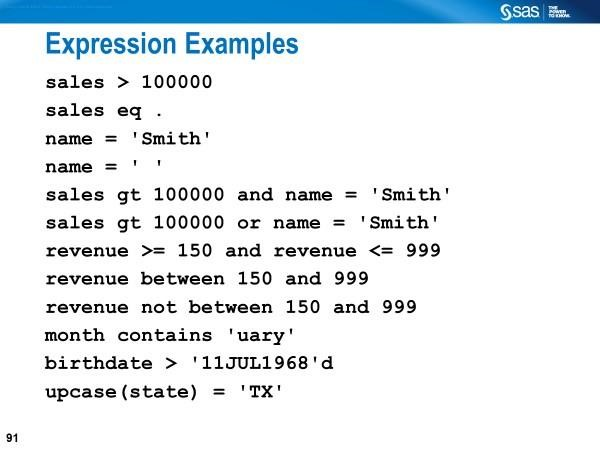 sas THE
POWER
TO KNOW.
Expression Examples
sales > 100000
sales eq .
name = 'Smith'
name = ' '
sales gt 100000 and name = 'Smith'
sales gt 100000 or name = 'Smith'
revenue >= 150 and revenue <= 999
revenue between 150 and 999
revenue not between 150 and 999
month contains 'uary'
birthdate > '11JUL1968'd
upcase(state) = 'TX'
91